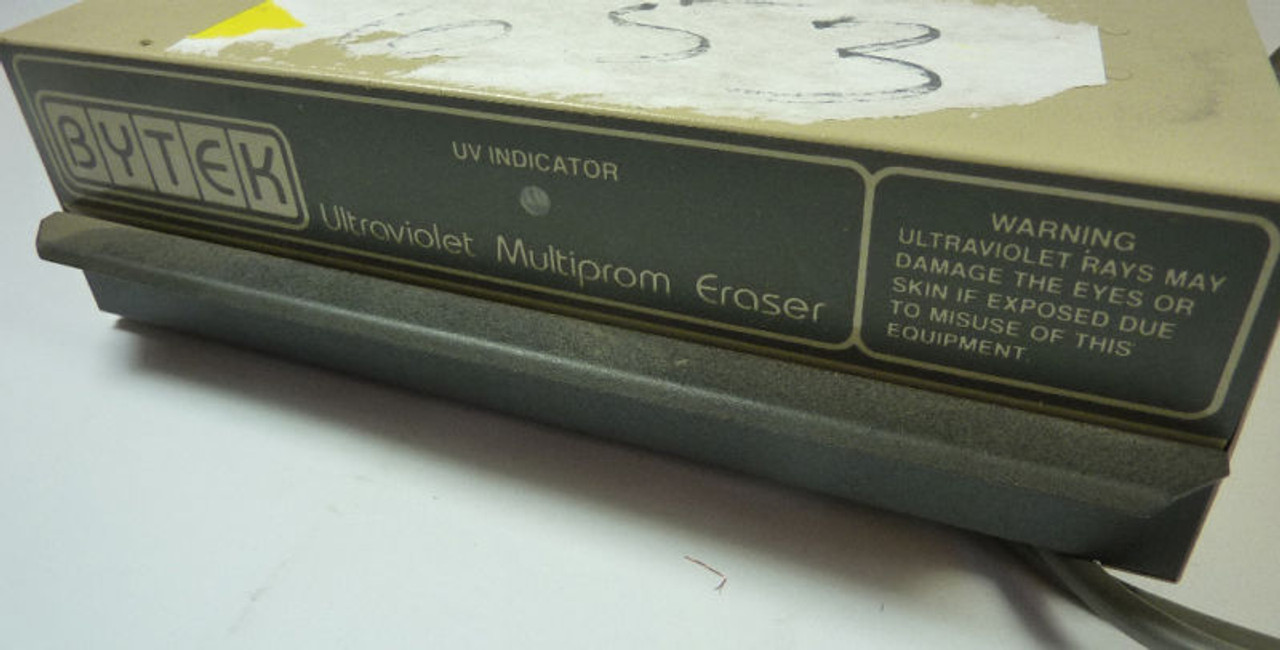 53
BYTEK
UV INDICATOR
Ultraviolet Multiprom Eraser
WARNING
ULTRAVIOLET RAYS MAY
DAMAGE THE EYES OR
SKIN IF EXPOSED DUE
TO MISUSE OF THIS
EQUIPMENT.